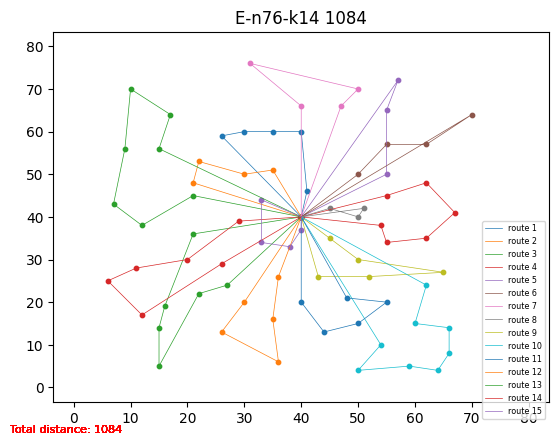 E-n76-k14 1084
80
70
60
50
40
30
20
10
0
0 10 20 30 40 50 60 70 80
route 1
route 2
route 3
route 4
route 5
route 6
route 7
route 8
route 9
route 10
route 11
route 12
route 13
route 14
route 15
Total distance: 1084